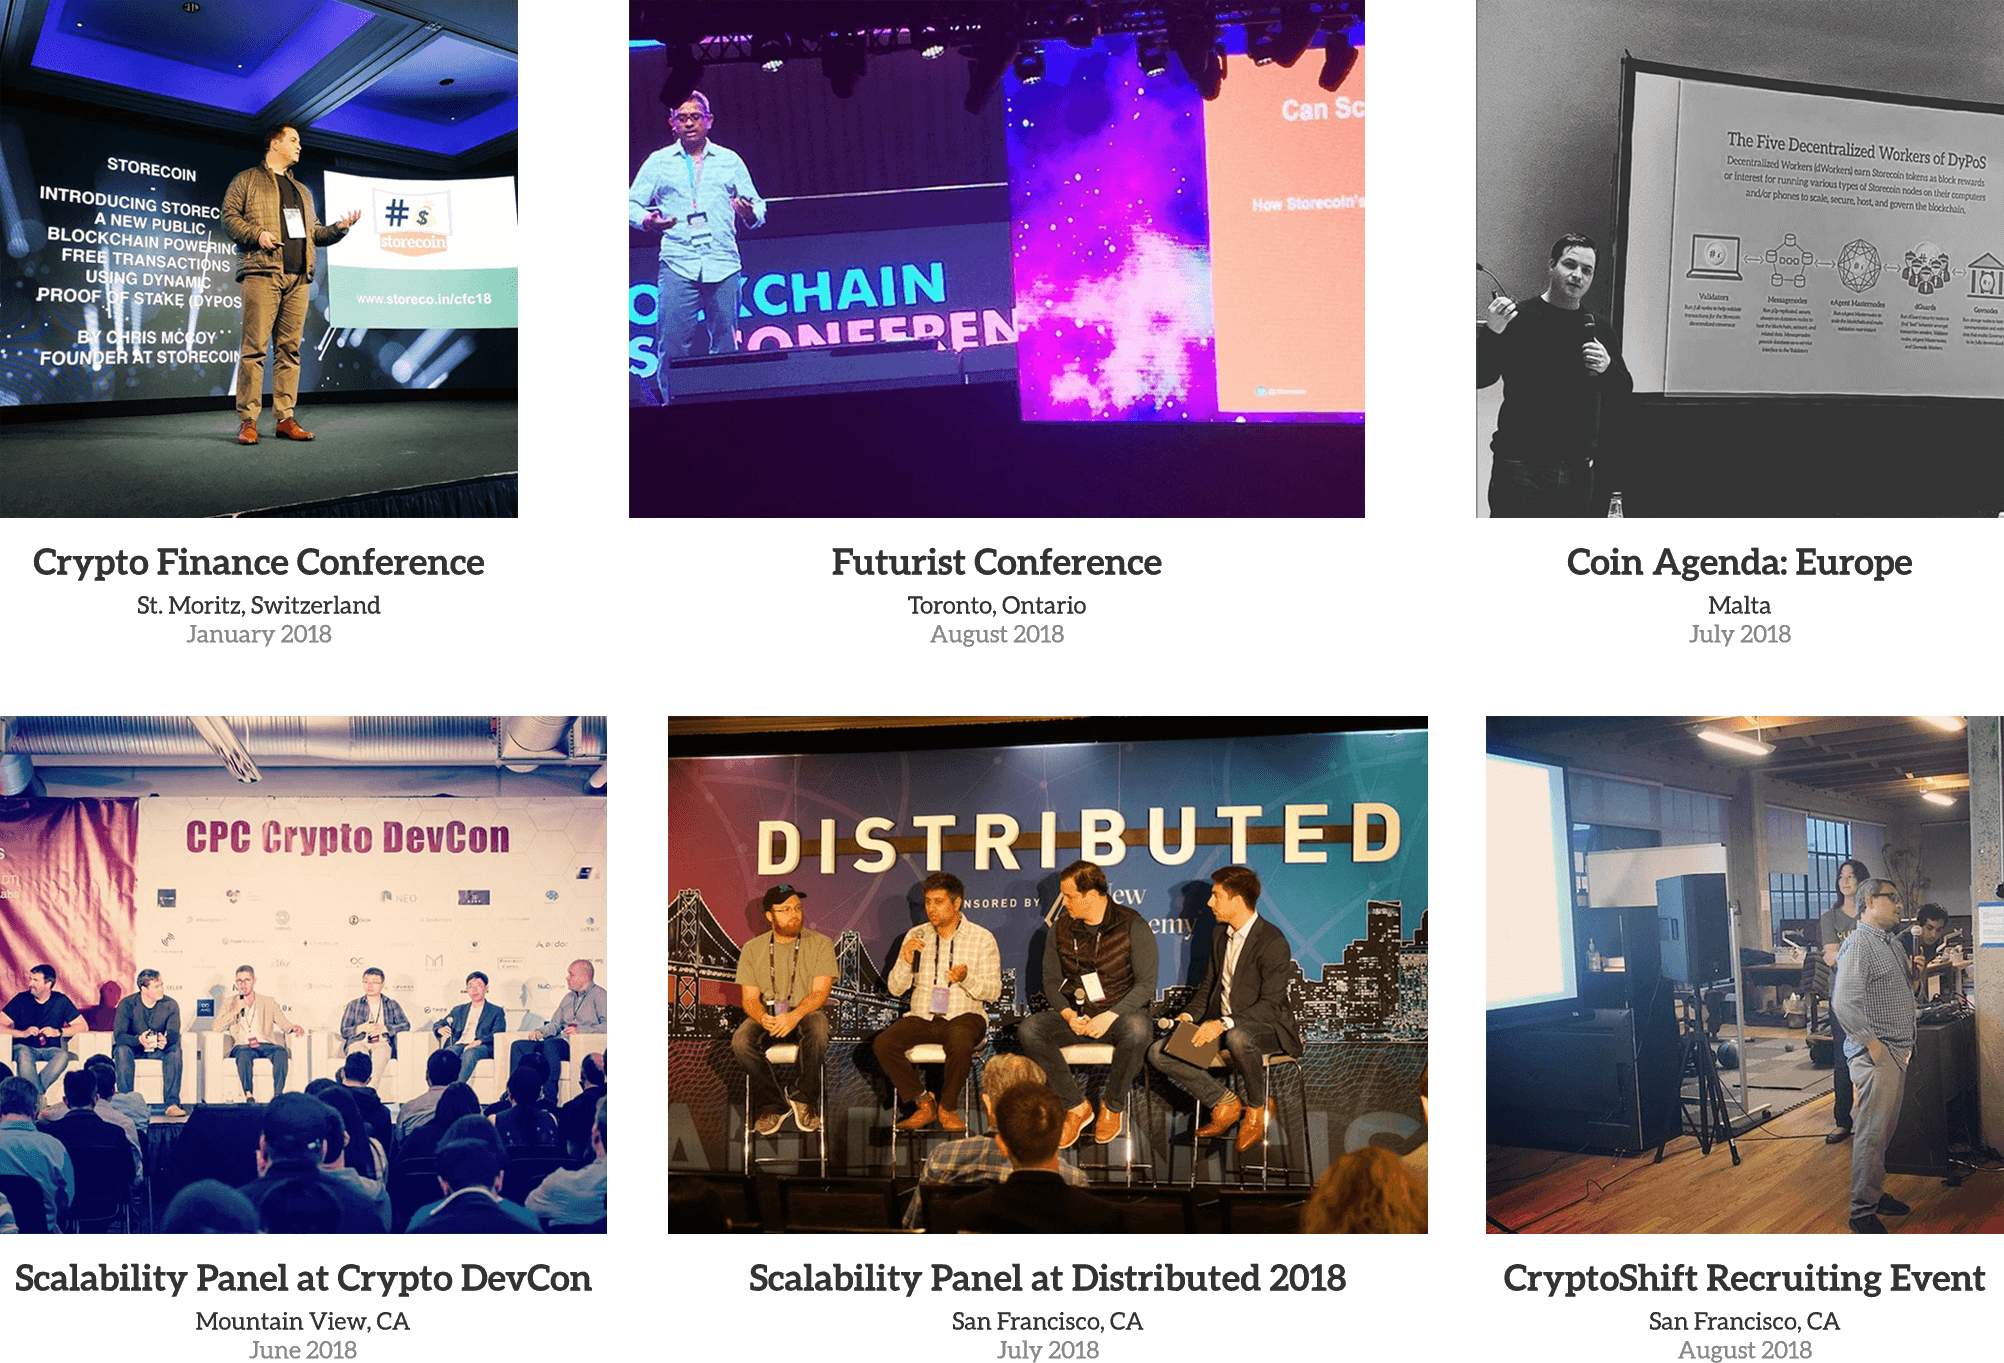 STORECOIN
-
INTRODUCING STOREC
A NEW PUBLIC
BLOCKCHAIN POWERING
FREE TRANSACTIONS
USING DYNAMIC
PROOF OF STAKE (DYPOS
BY CHRIS MCCOY
FOUNDER AT STORECOIN
#$
storecoin
www.storeco.in/cfc18
KCHAIN
CONFEREN
Can Sc
How Storecoin's
The Five Decentralized Workers of DyPoS
Decentralized Workers (dWorkers) earn Storecoin tokens as block rewards
or interest for running various types of Storecoin nodes on their computers
and/or phones to scale, secure, host, and govern the blockchain.
Validators
Messagenodes
eAgent Masternodes
dGuards
Govnodes
Crypto Finance Conference
St. Moritz, Switzerland
January 2018
Futurist Conference
Toronto, Ontario
August 2018
Coin Agenda: Europe
Malta
July 2018
CPC Crypto DevCon
NEO
ardor
NuCypher
DISTRIBUTED
NSORED BY
New
emy
Scalability Panel at Crypto DevCon
Mountain View, CA
June 2018
Scalability Panel at Distributed 2018
San Francisco, CA
July 2018
CryptoShift Recruiting Event
San Francisco, CA
August 2018